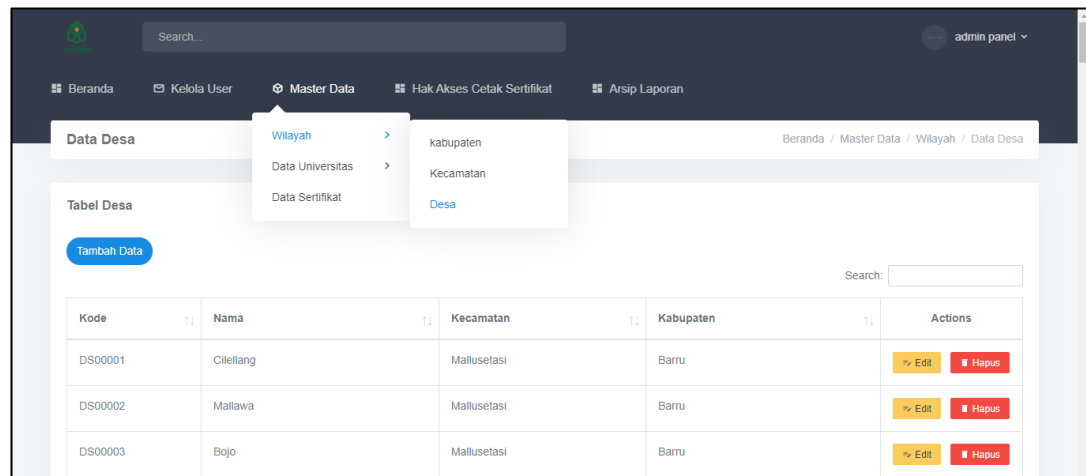 Search... admin panel
Beranda Kelola User Master Data Hak Akses Cetak Sertifikat Arsip Laporan
Data Desa Beranda / Master Data / Wilayah / Data Desa
Wilayah
Data Universitas
Data Sertifikat
kabupaten
Kecamatan
Desa
Tabel Desa
Tambah Data
Search:
Kode Nama Kecamatan Kabupaten Actions
DS00001 Cilellang Mallusetasi Barru Edit Hapus
DS00002 Mallawa Mallusetasi Barru Edit Hapus
DS00003 Bojo Mallusetasi Barru Edit Hapus